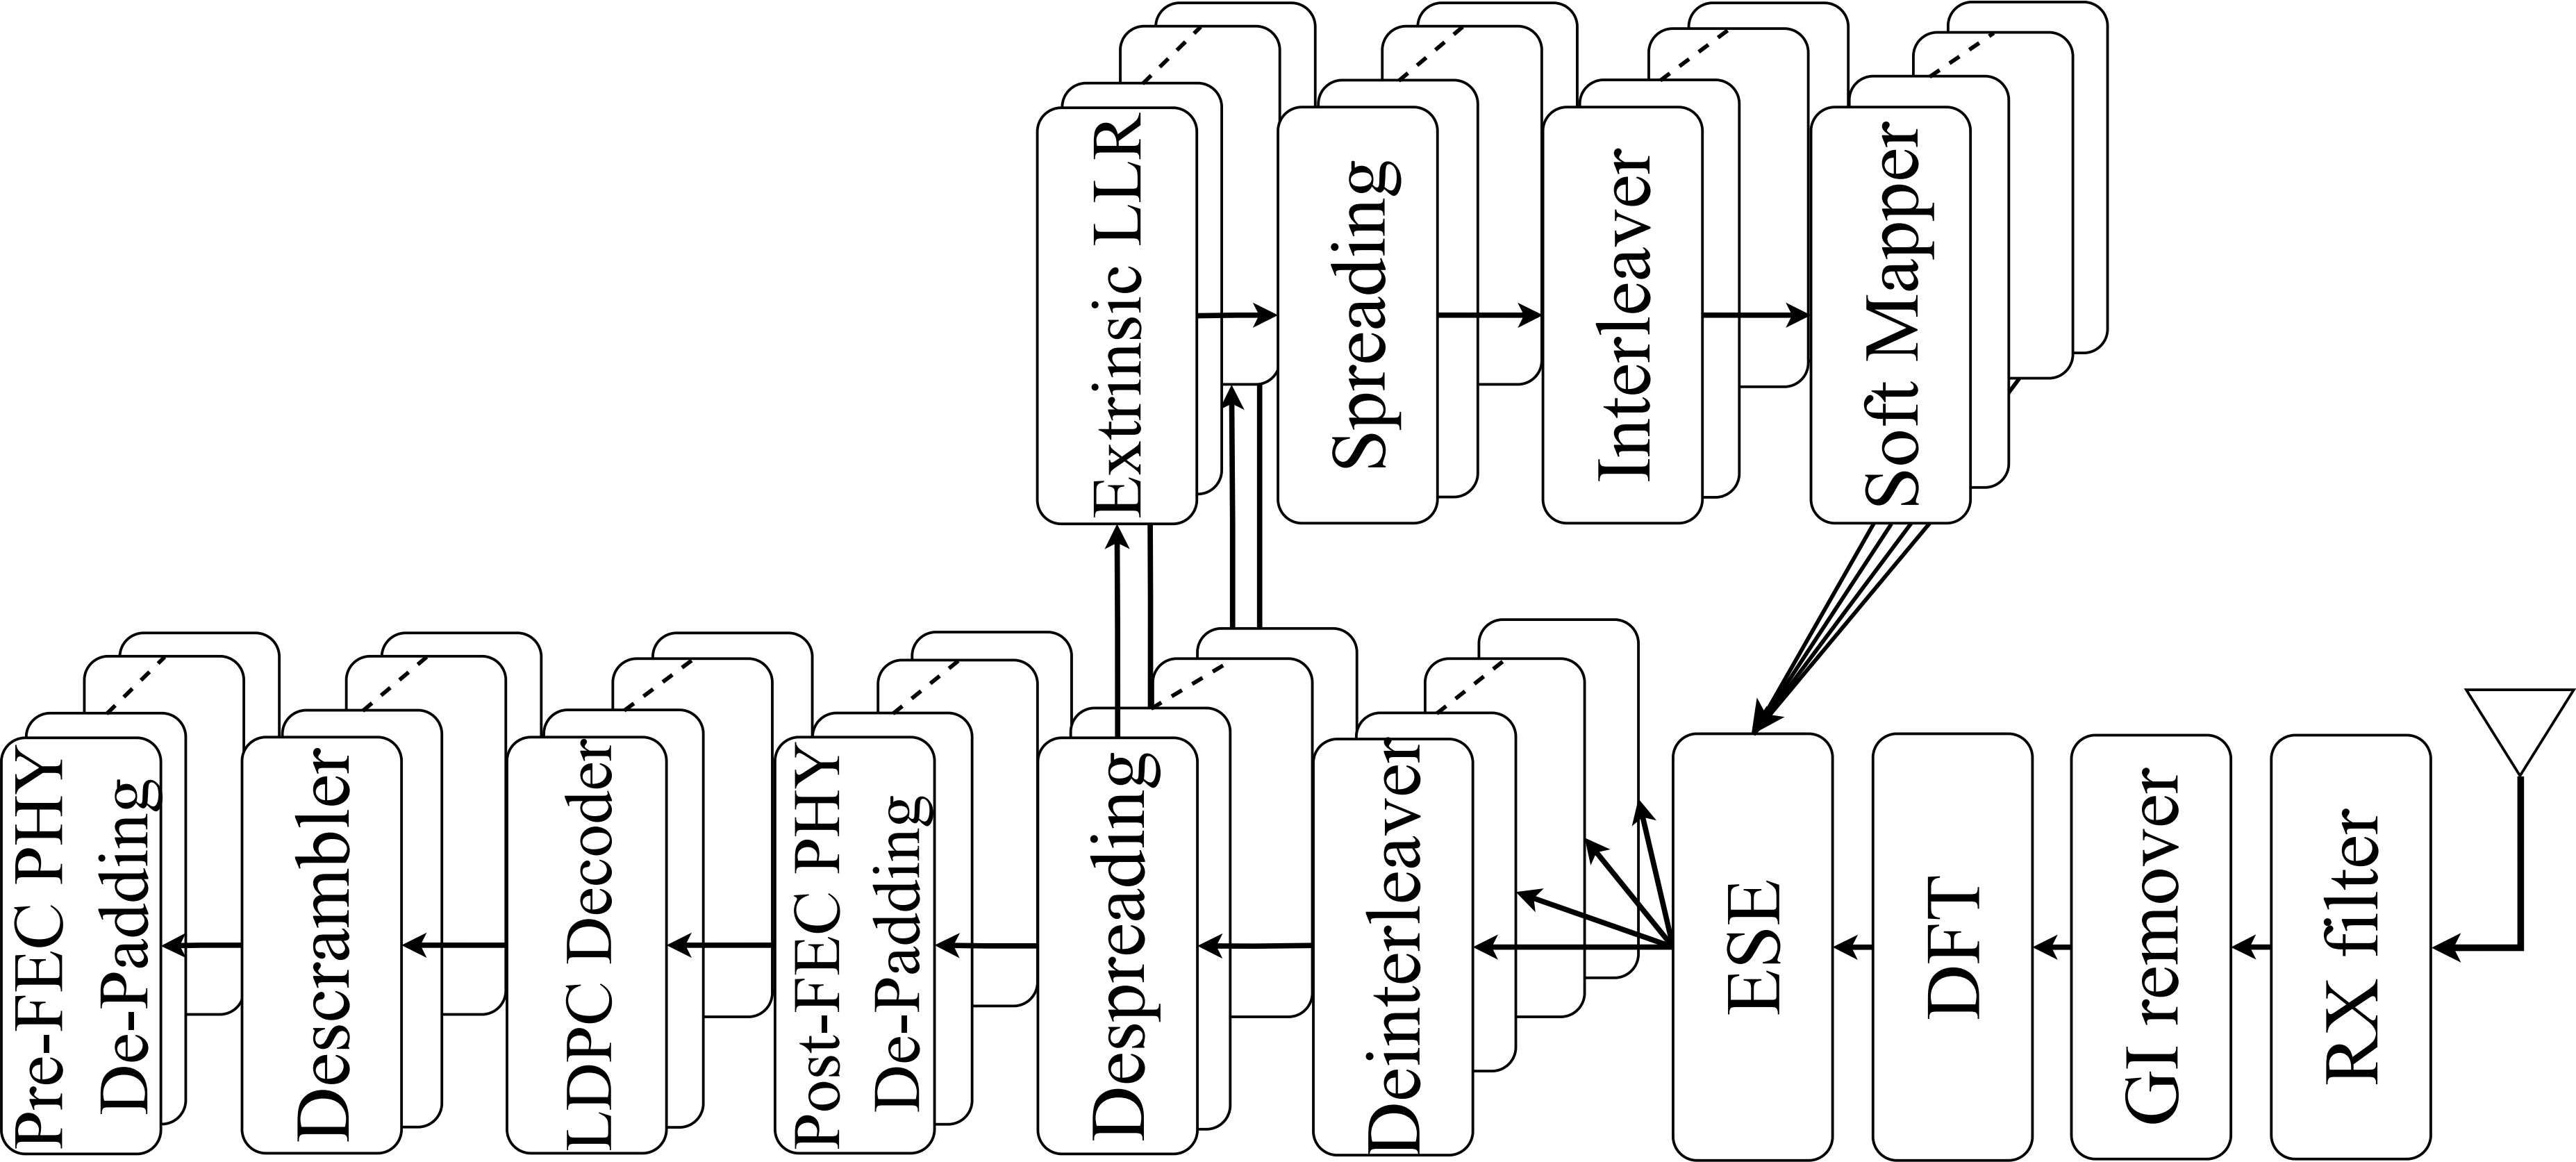 Extrinsic LLR
Spreading
Interleaver
Soft Mapper
Pre-FEC PHY
De-Padding
Descrambler
LDPC Decoder
Post-FEC PHY
De-Padding
Despreading
Deinterleaver
ESE
DFT
GI remover
RX filter